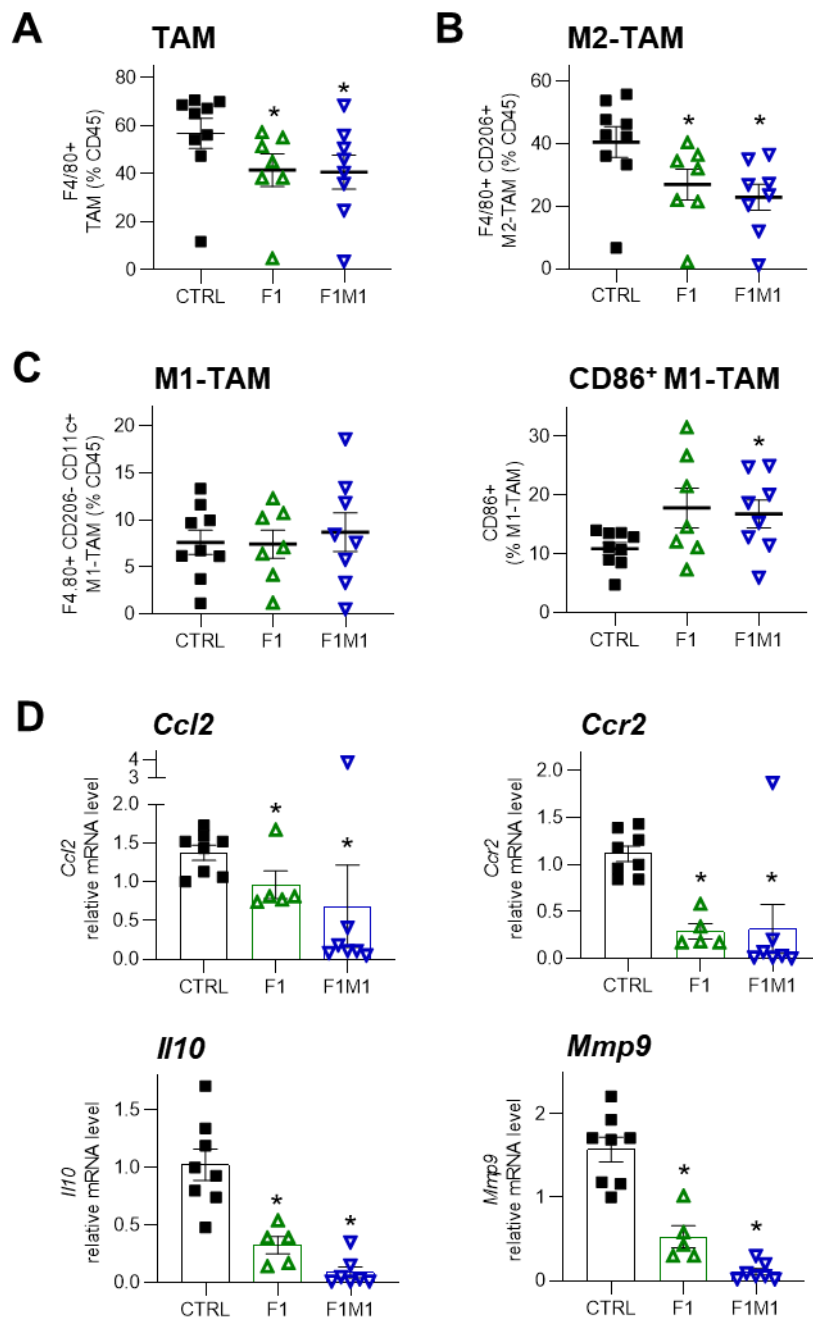 A
TAM
F4/80+
TAM (% CD45)
80
60
40
20
0
*
*
CTRL
F1
F1M1
B
M2-TAM
F4/80+ CD206+
M2-TAM (% CD45)
60
40
20
0
*
*
CTRL
F1
F1M1
C
M1-TAM
F4.80+ CD206- CD11c+
M1-TAM (% CD45)
20
15
10
5
0
CTRL
F1
F1M1
CD86+ M1-TAM
CD86+
(% M1-TAM)
30
20
10
0
*
CTRL
F1
F1M1
D
Ccl2
Ccl2
relative mRNA level
4
3
2.0
1.5
1.0
0.5
0.0
*
*
CTRL
F1
F1M1
Ccr2
Ccr2
relative mRNA level
2.0
1.5
1.0
0.5
0.0
*
*
CTRL
F1
F1M1
Il10
Il10
relative mRNA level
1.5
1.0
0.5
0.0
*
*
CTRL
F1
F1M1
Mmp9
Mmp9
relative mRNA level
2
1
0
*
*
CTRL
F1
F1M1